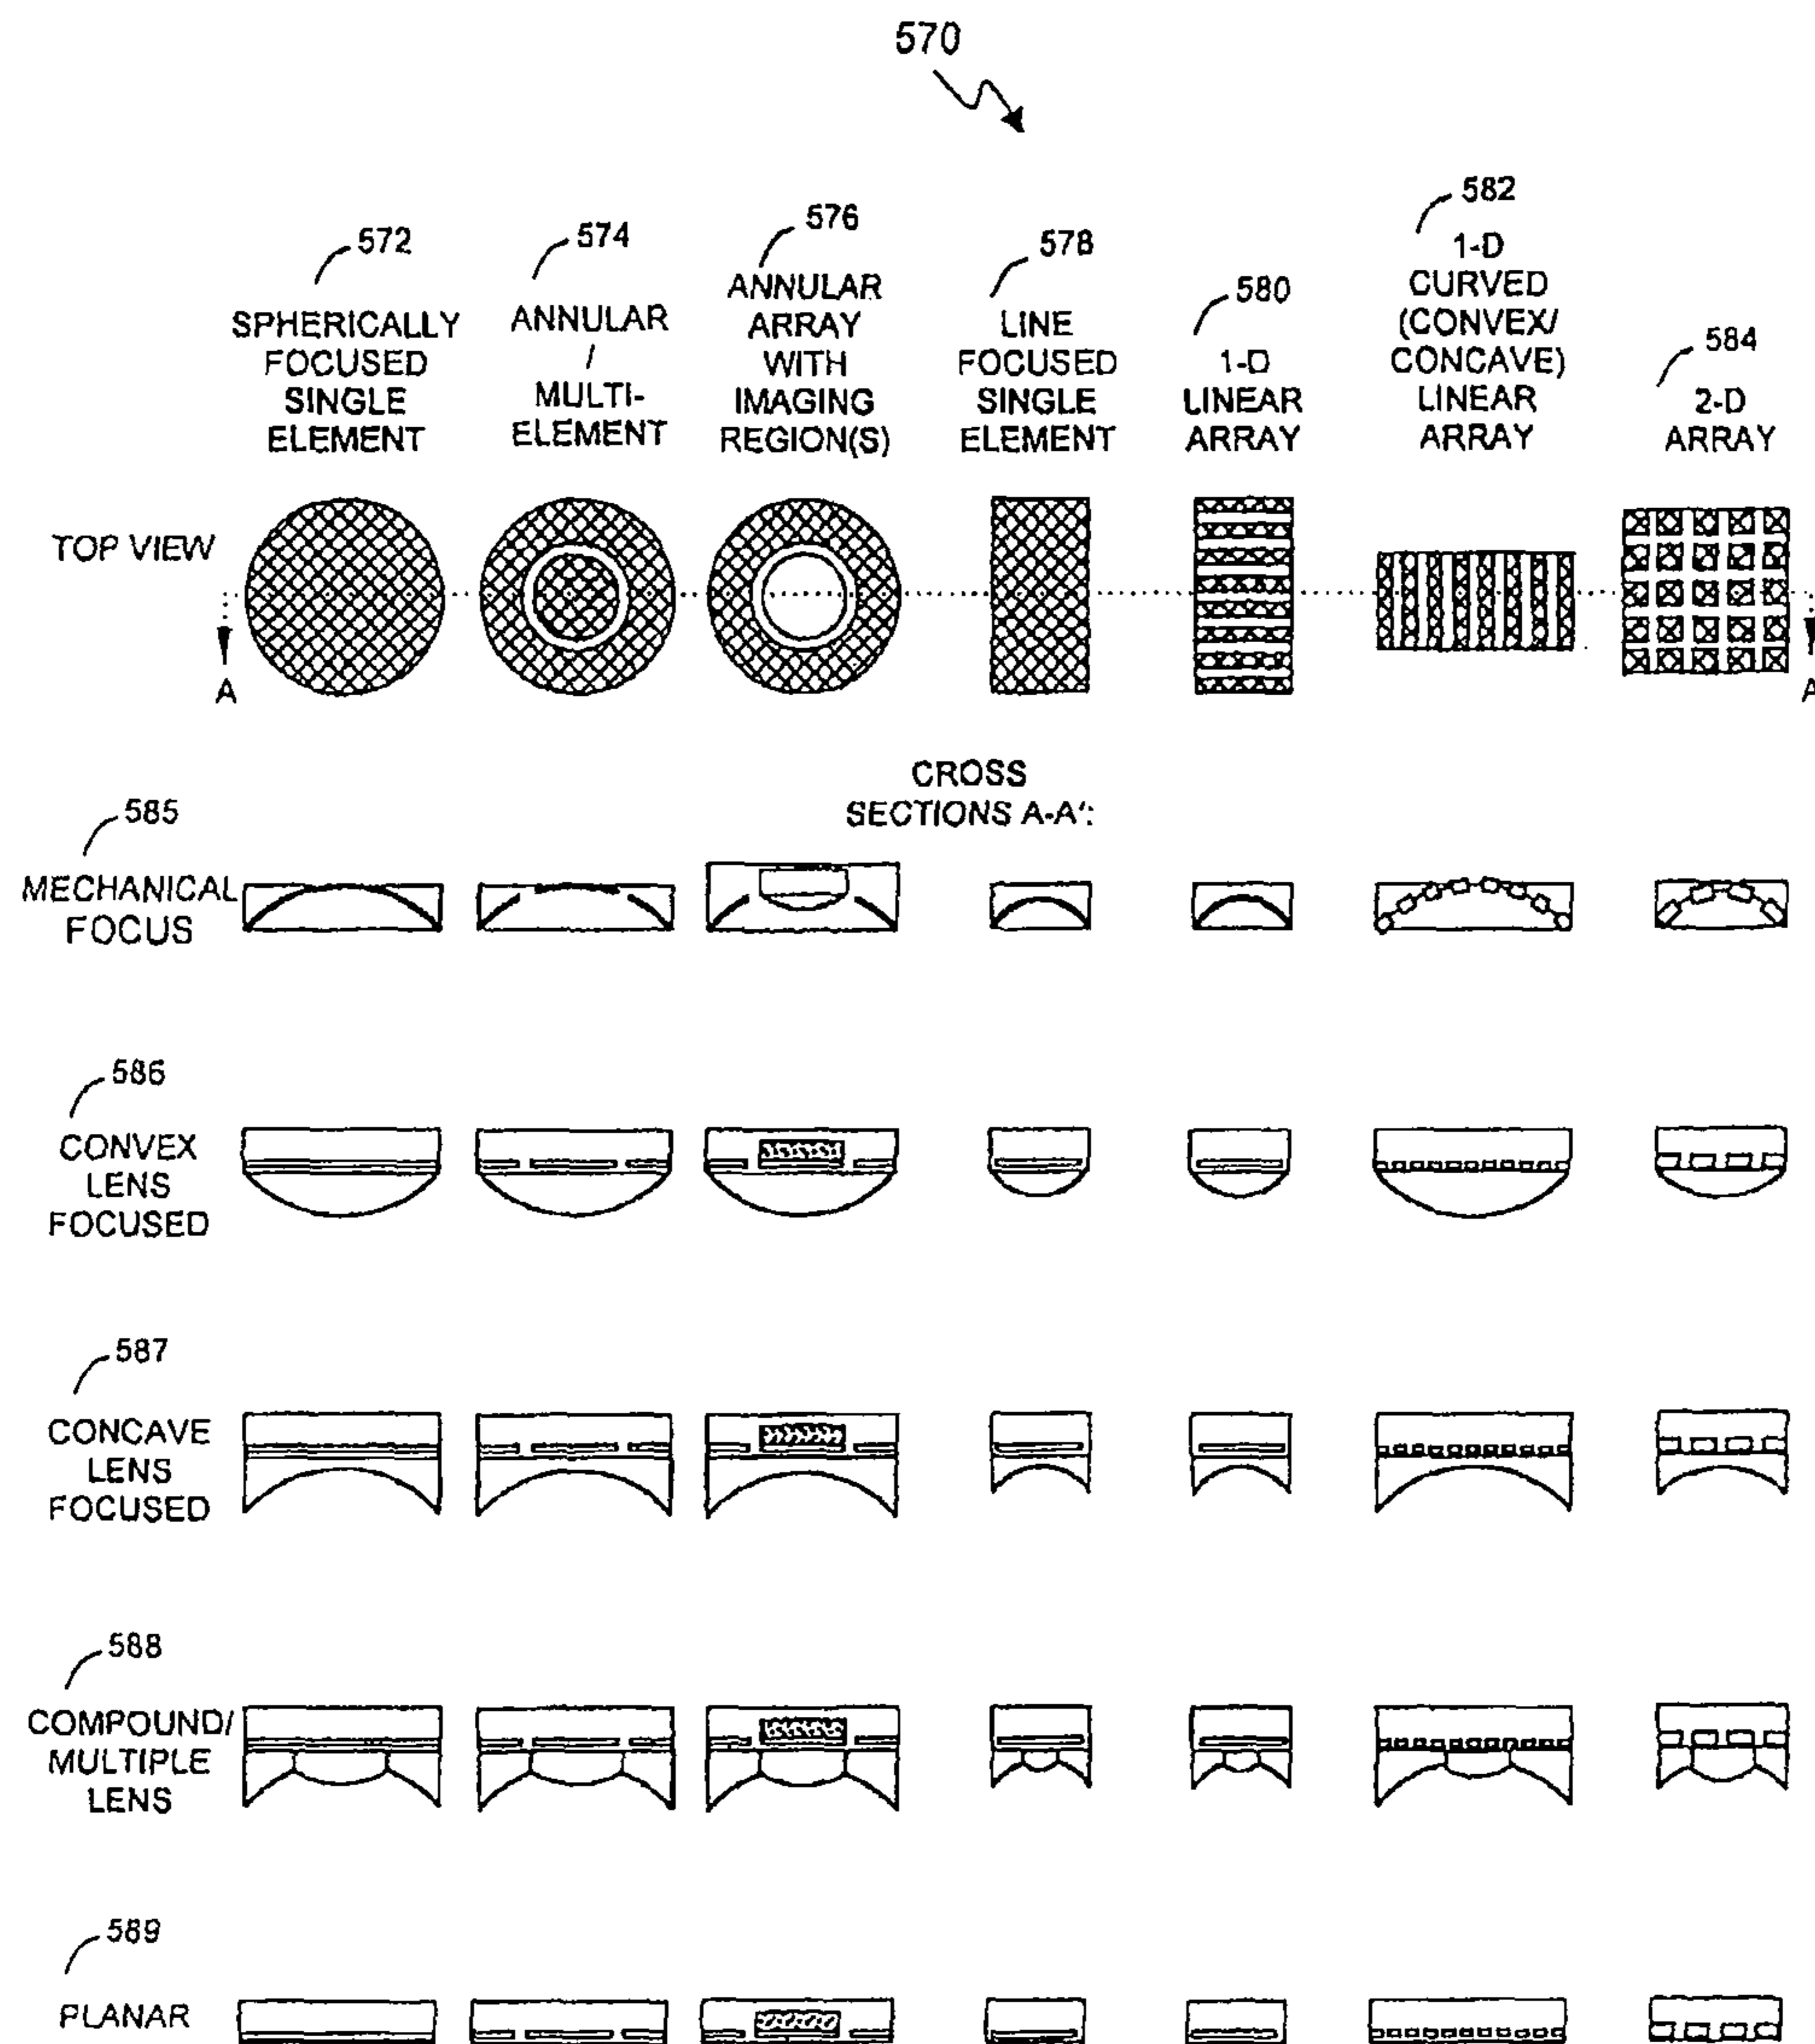 570
572
SPHERICALLY
FOCUSED
SINGLE
ELEMENT
574
ANNULAR
/
MULTI-
ELEMENT
576
ANNULAR
ARRAY
WITH
IMAGING
REGION(S)
578
LINE
FOCUSED
SINGLE
ELEMENT
580
1-D
LINEAR
ARRAY
582
1-D
CURVED
(CONVEX/
CONCAVE)
LINEAR
ARRAY
584
2-D
ARRAY
TOP VIEW
A
A
CROSS
SECTIONS A-A':
585
MECHANICAL
FOCUS
586
CONVEX
LENS
FOCUSED
587
CONCAVE
LENS
FOCUSED
588
COMPOUND/
MULTIPLE
LENS
589
PLANAR